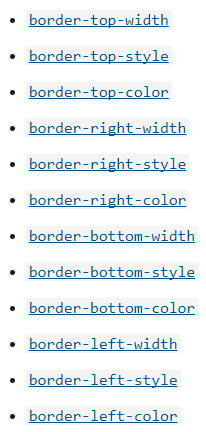 border-top-width
border-top-style
border-top-color
border-right-width
border-right-style
border-right-color
border-bottom-width
border-bottom-style
border-bottom-color
border-left-width
border-left-style
border-left-color